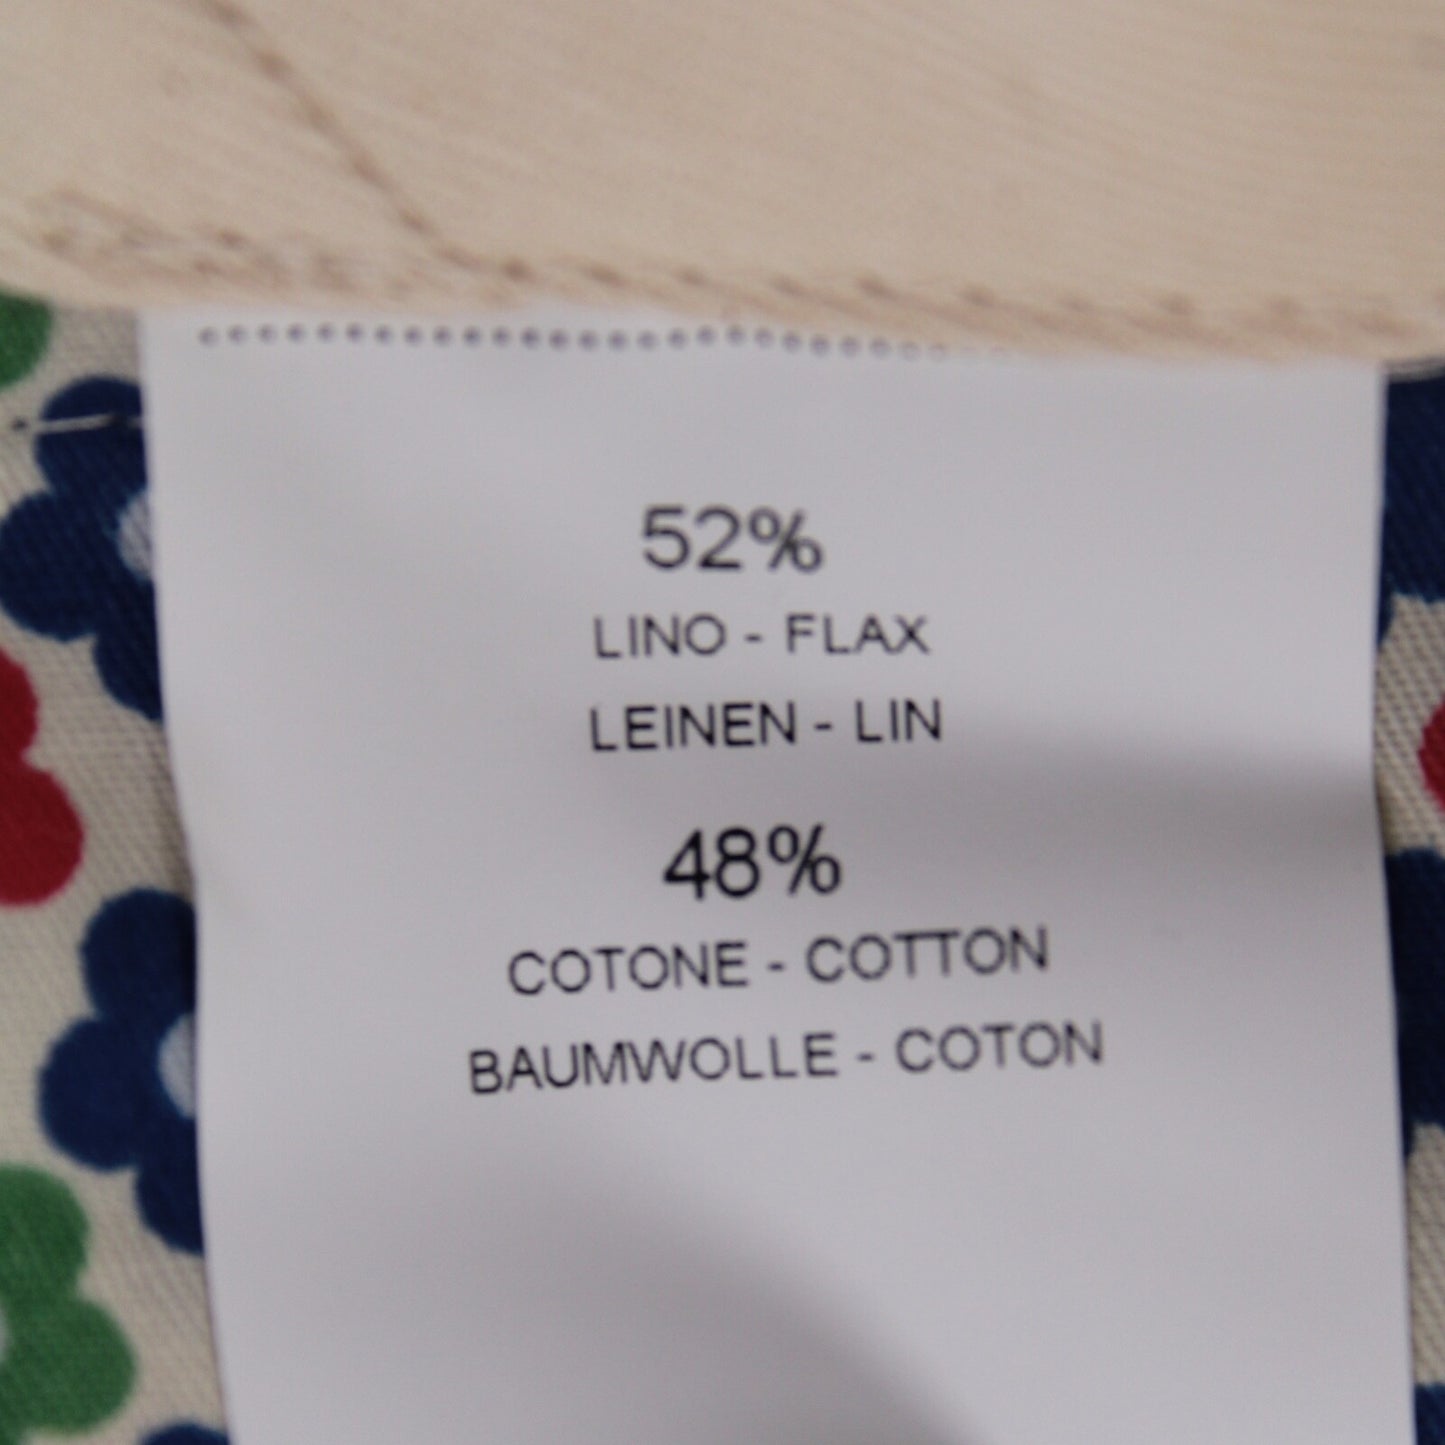 52%
LINO - FLAX
LEINEN - LIN
48%
COTONE - COTTON
BAUMWOLLE - COTON